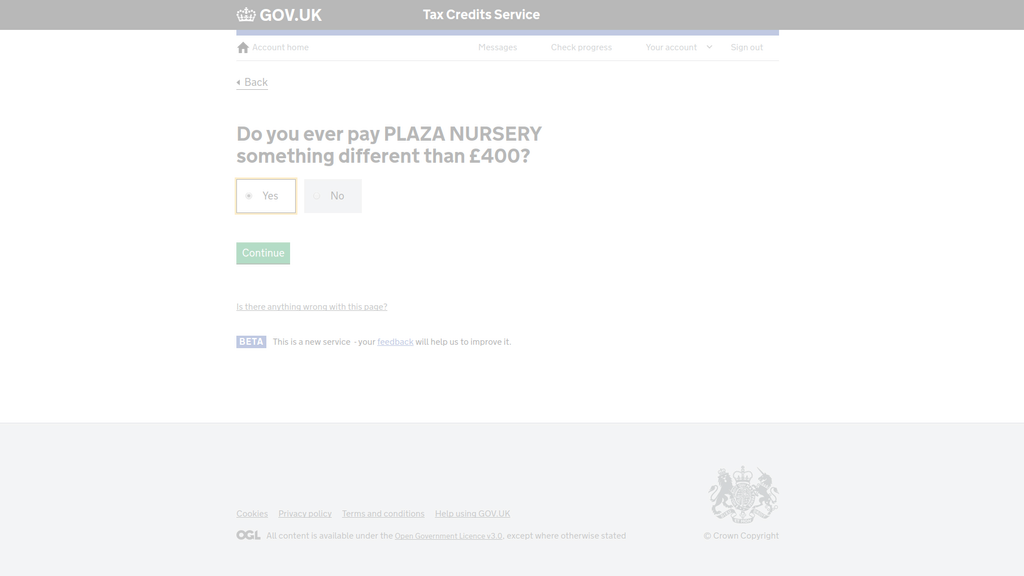 GOV.UK Tax Credits Service
Account home Messages Check progress Your account Sign out
Back
Do you ever pay PLAZA NURSERY
something different than £400?
Yes No
Continue
Is there anything wrong with this page?
BETA This is a new service - your feedback will help us to improve it.
Cookies Privacy policy Terms and conditions Help using GOV.UK
OGL All content is available under the Open Government Licence v3.0, except where otherwise stated
© Crown Copyright